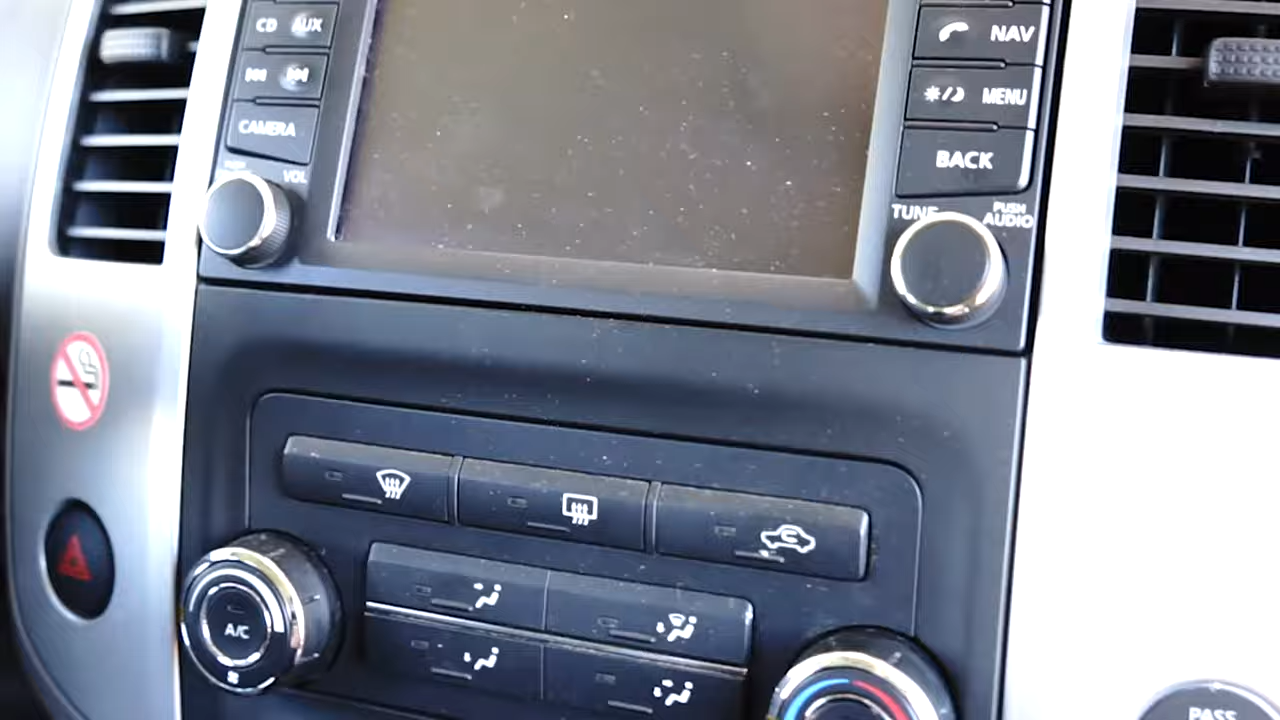 CD AUX
NAV
MENU
CAMERA
BACK
VOL
TUNE
PUSH
AUDIO
A/C
PASS